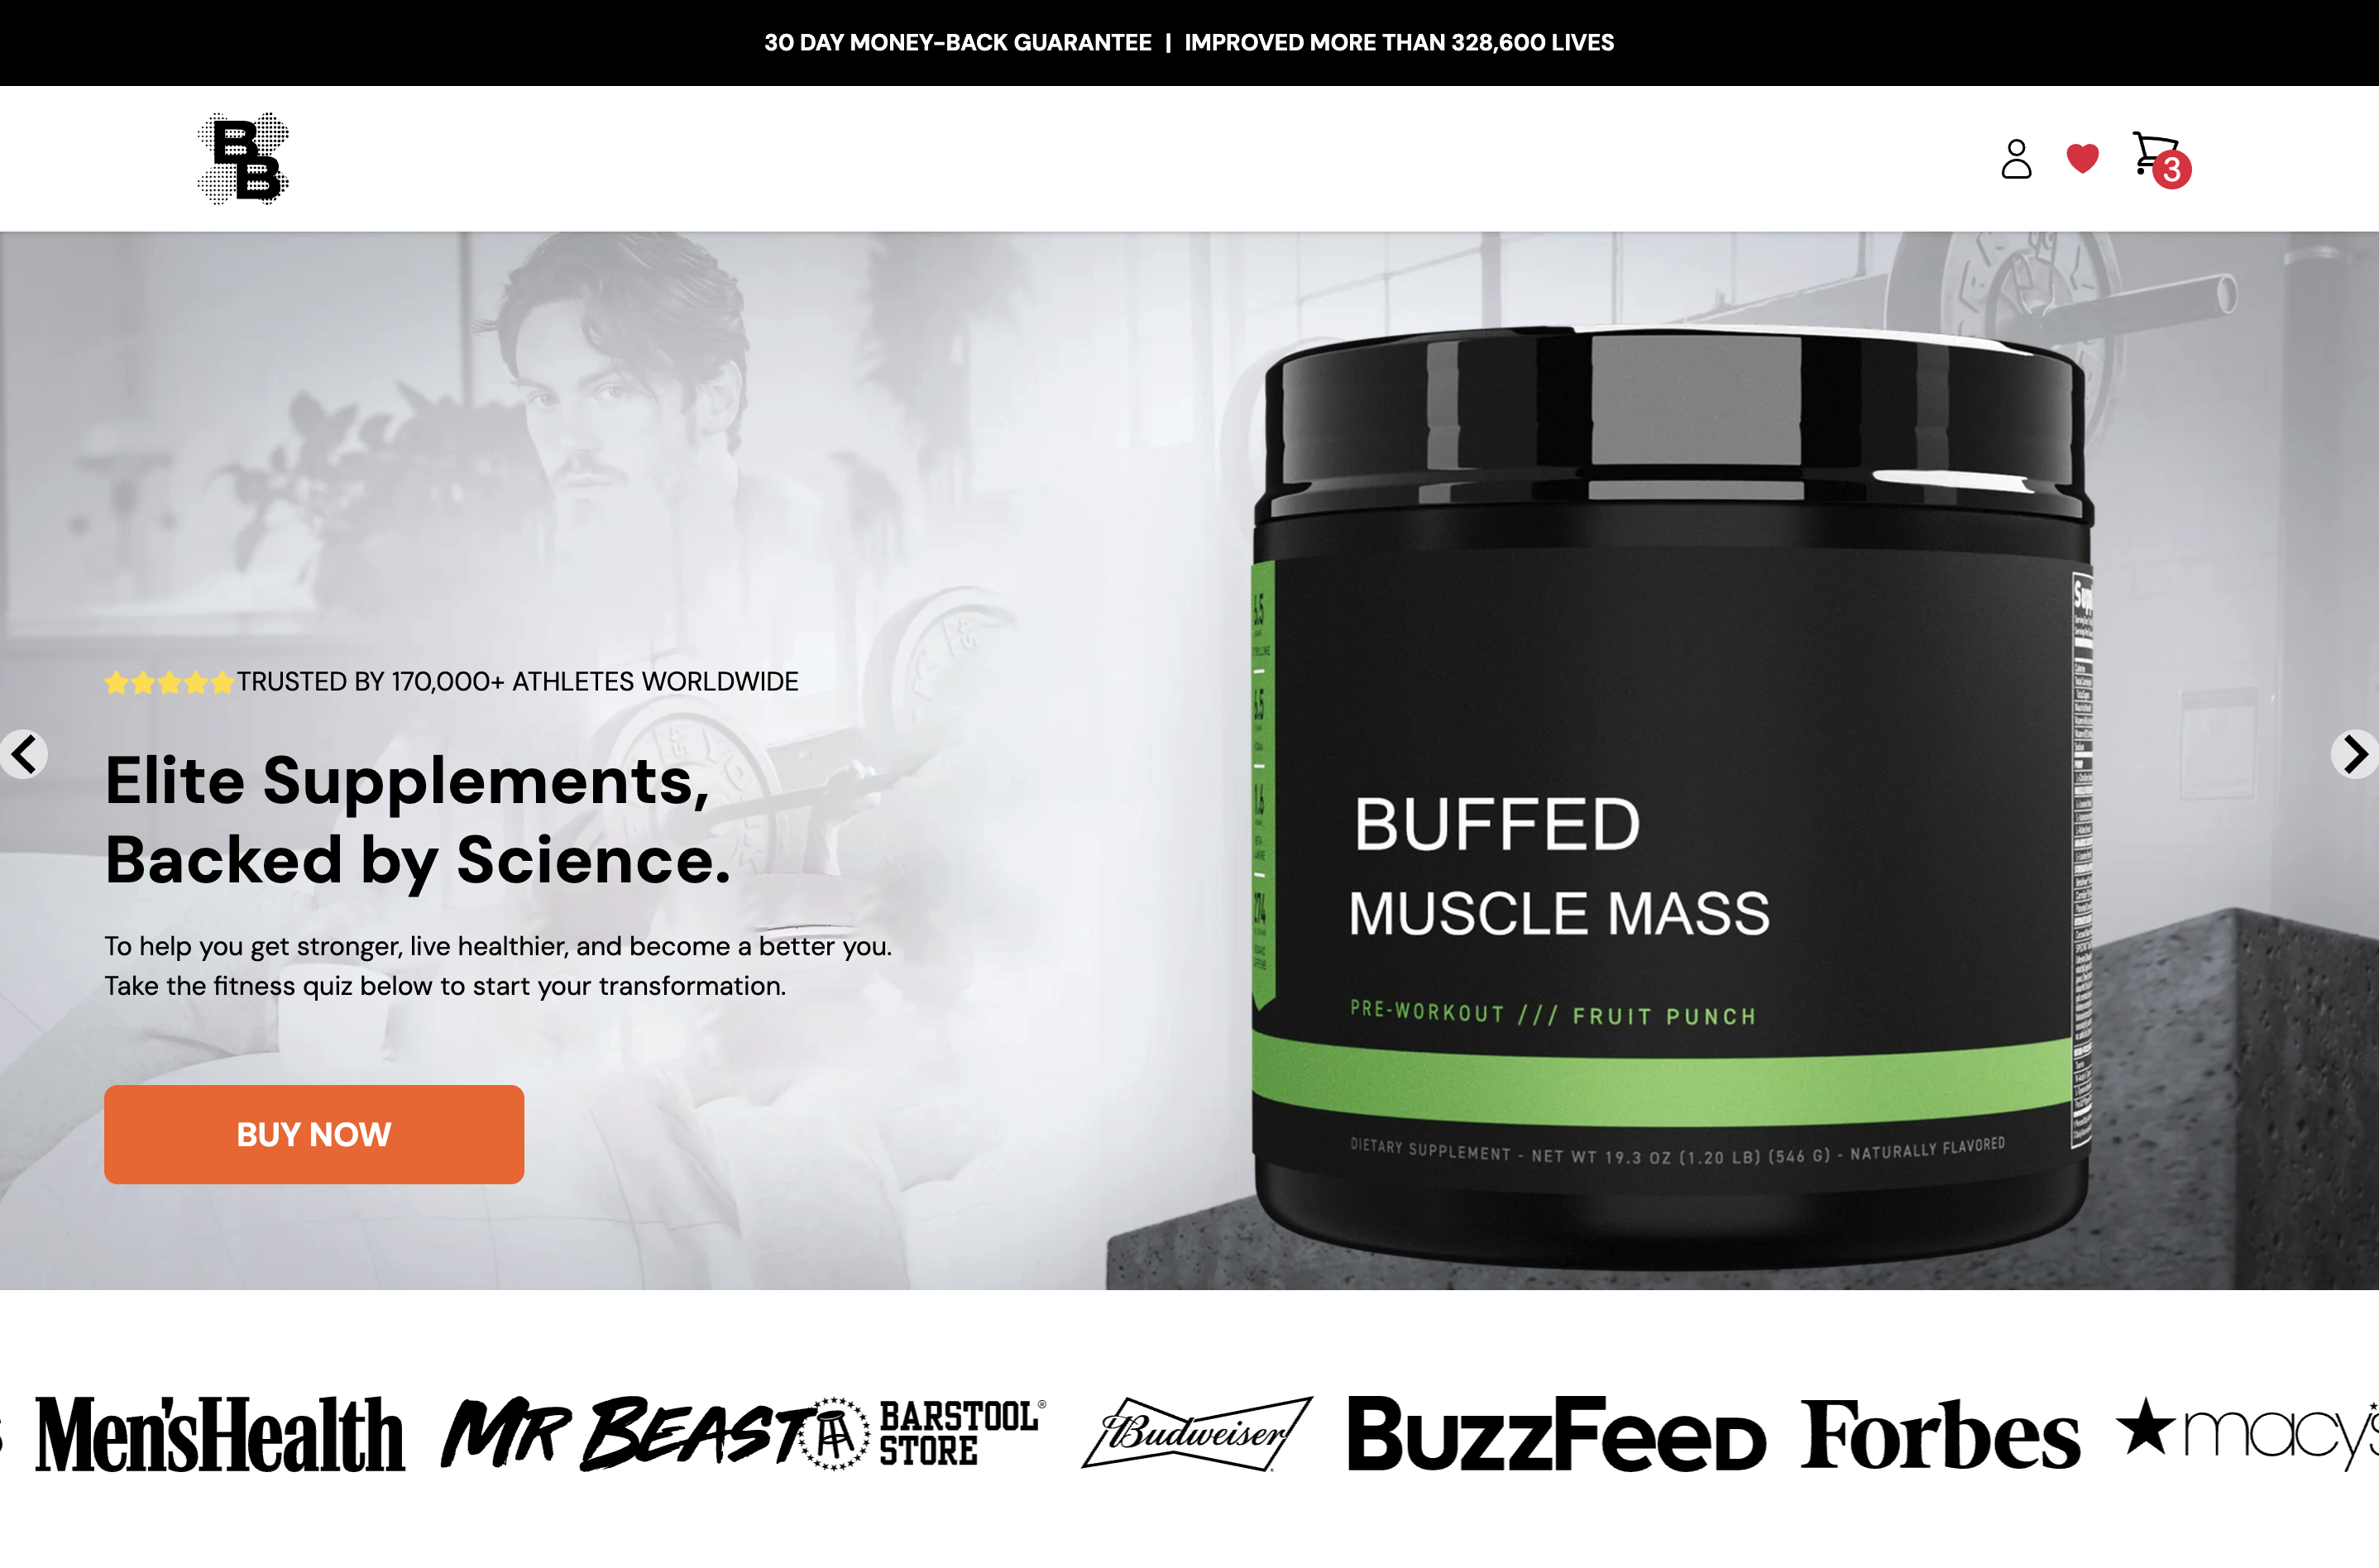 30 DAY MONEY-BACK GUARANTEE | IMPROVED MORE THAN 328,600 LIVES
BB
3
TRUSTED BY 170,000+ ATHLETES WORLDWIDE
Elite Supplements,
Backed by Science.
To help you get stronger, live healthier, and become a better you.
Take the fitness quiz below to start your transformation.
BUY NOW
BUFFED
MUSCLE MASS
PRE-WORKOUT /// FRUIT PUNCH
DIETARY SUPPLEMENT - NET WT 19.3 OZ (1.20 LB) (546 G) - NATURALLY FLAVORED
Men'sHealth
MR BEAST
BARSTOOL®
STORE
Budweiser
BuzzFeeD
Forbes
macy's